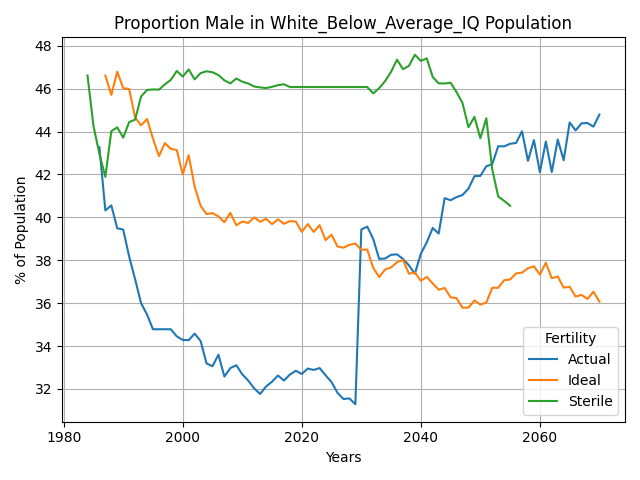 Proportion Male in White_Below_Average_IQ Population
% of Population
48
46
44
42
40
38
36
34
32
1980
2000
2020
2040
2060
Years
Fertility
Actual
Ideal
Sterile